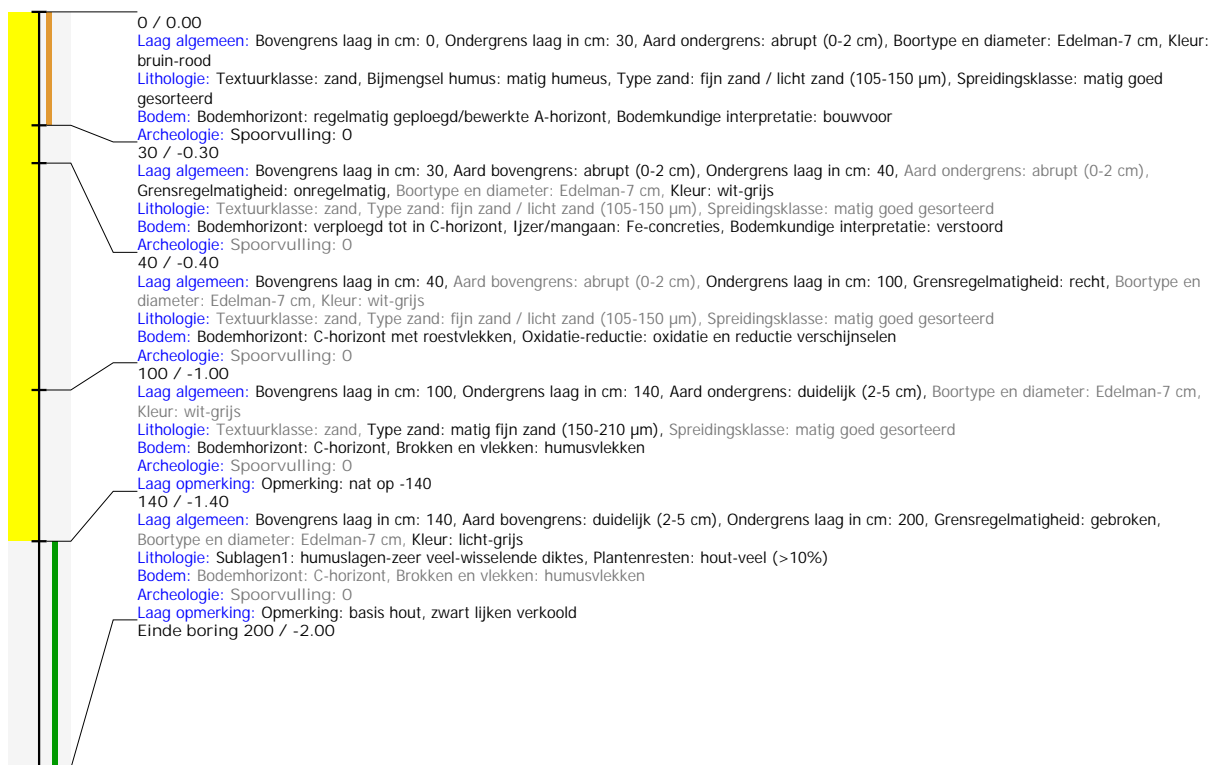 0 / 0.00
Laag algemeen: Bovengrens laag in cm: 0, Ondergrens laag in cm: 30, Aard ondergrens: abrupt (0-2 cm), Boortype en diameter: Edelman-7 cm, Kleur:
bruin-rood
Lithologie: Textuurklasse: zand, Bijmengsel humus: matig humeus, Type zand: fijn zand / licht zand (105-150 µm), Spreidingsklasse: matig goed
gesorteerd
Bodem: Bodemhorizont: regelmatig geploegd/bewerkte A-horizont, Bodemkundige interpretatie: bouwvoor
Archeologie: Spoorvulling: 0
30 / -0.30
Laag algemeen: Bovengrens laag in cm: 30, Aard bovengrens: abrupt (0-2 cm), Ondergrens laag in cm: 40, Aard ondergrens: abrupt (0-2 cm),
Grensregelmatigheid: onregelmatig, Boortype en diameter: Edelman-7 cm, Kleur: wit-grijs
Lithologie: Textuurklasse: zand, Type zand: fijn zand / licht zand (105-150 µm), Spreidingsklasse: matig goed gesorteerd
Bodem: Bodemhorizont: verploegd tot in C-horizont, Ijzer/mangaan: Fe-concreties, Bodemkundige interpretatie: verstoord
Archeologie: Spoorvulling: 0
40 / -0.40
Laag algemeen: Bovengrens laag in cm: 40, Aard bovengrens: abrupt (0-2 cm), Ondergrens laag in cm: 100, Grensregelmatigheid: recht, Boortype en
diameter: Edelman-7 cm, Kleur: wit-grijs
Lithologie: Textuurklasse: zand, Type zand: fijn zand / licht zand (105-150 µm), Spreidingsklasse: matig goed gesorteerd
Bodem: Bodemhorizont: C-horizont met roestvlekken, Oxidatie-reductie: oxidatie en reductie verschijnselen
Archeologie: Spoorvulling: 0
100 / -1.00
Laag algemeen: Bovengrens laag in cm: 100, Ondergrens laag in cm: 140, Aard ondergrens: duidelijk (2-5 cm), Boortype en diameter: Edelman-7 cm,
Kleur: wit-grijs
Lithologie: Textuurklasse: zand, Type zand: matig fijn zand (150-210 µm), Spreidingsklasse: matig goed gesorteerd
Bodem: Bodemhorizont: C-horizont, Brokken en vlekken: humusvlekken
Archeologie: Spoorvulling: 0
Laag opmerking: Opmerking: nat op -140
140 / -1.40
Laag algemeen: Bovengrens laag in cm: 140, Aard bovengrens: duidelijk (2-5 cm), Ondergrens laag in cm: 200, Grensregelmatigheid: gebroken,
Boortype en diameter: Edelman-7 cm, Kleur: licht-grijs
Lithologie: Sublagen1: humuslagen-zeer veel-wisselende diktes, Plantenresten: hout-veel (>10%)
Bodem: Bodemhorizont: C-horizont, Brokken en vlekken: humusvlekken
Archeologie: Spoorvulling: 0
Laag opmerking: Opmerking: basis hout, zwart lijken verkoold
Einde boring 200 / -2.00